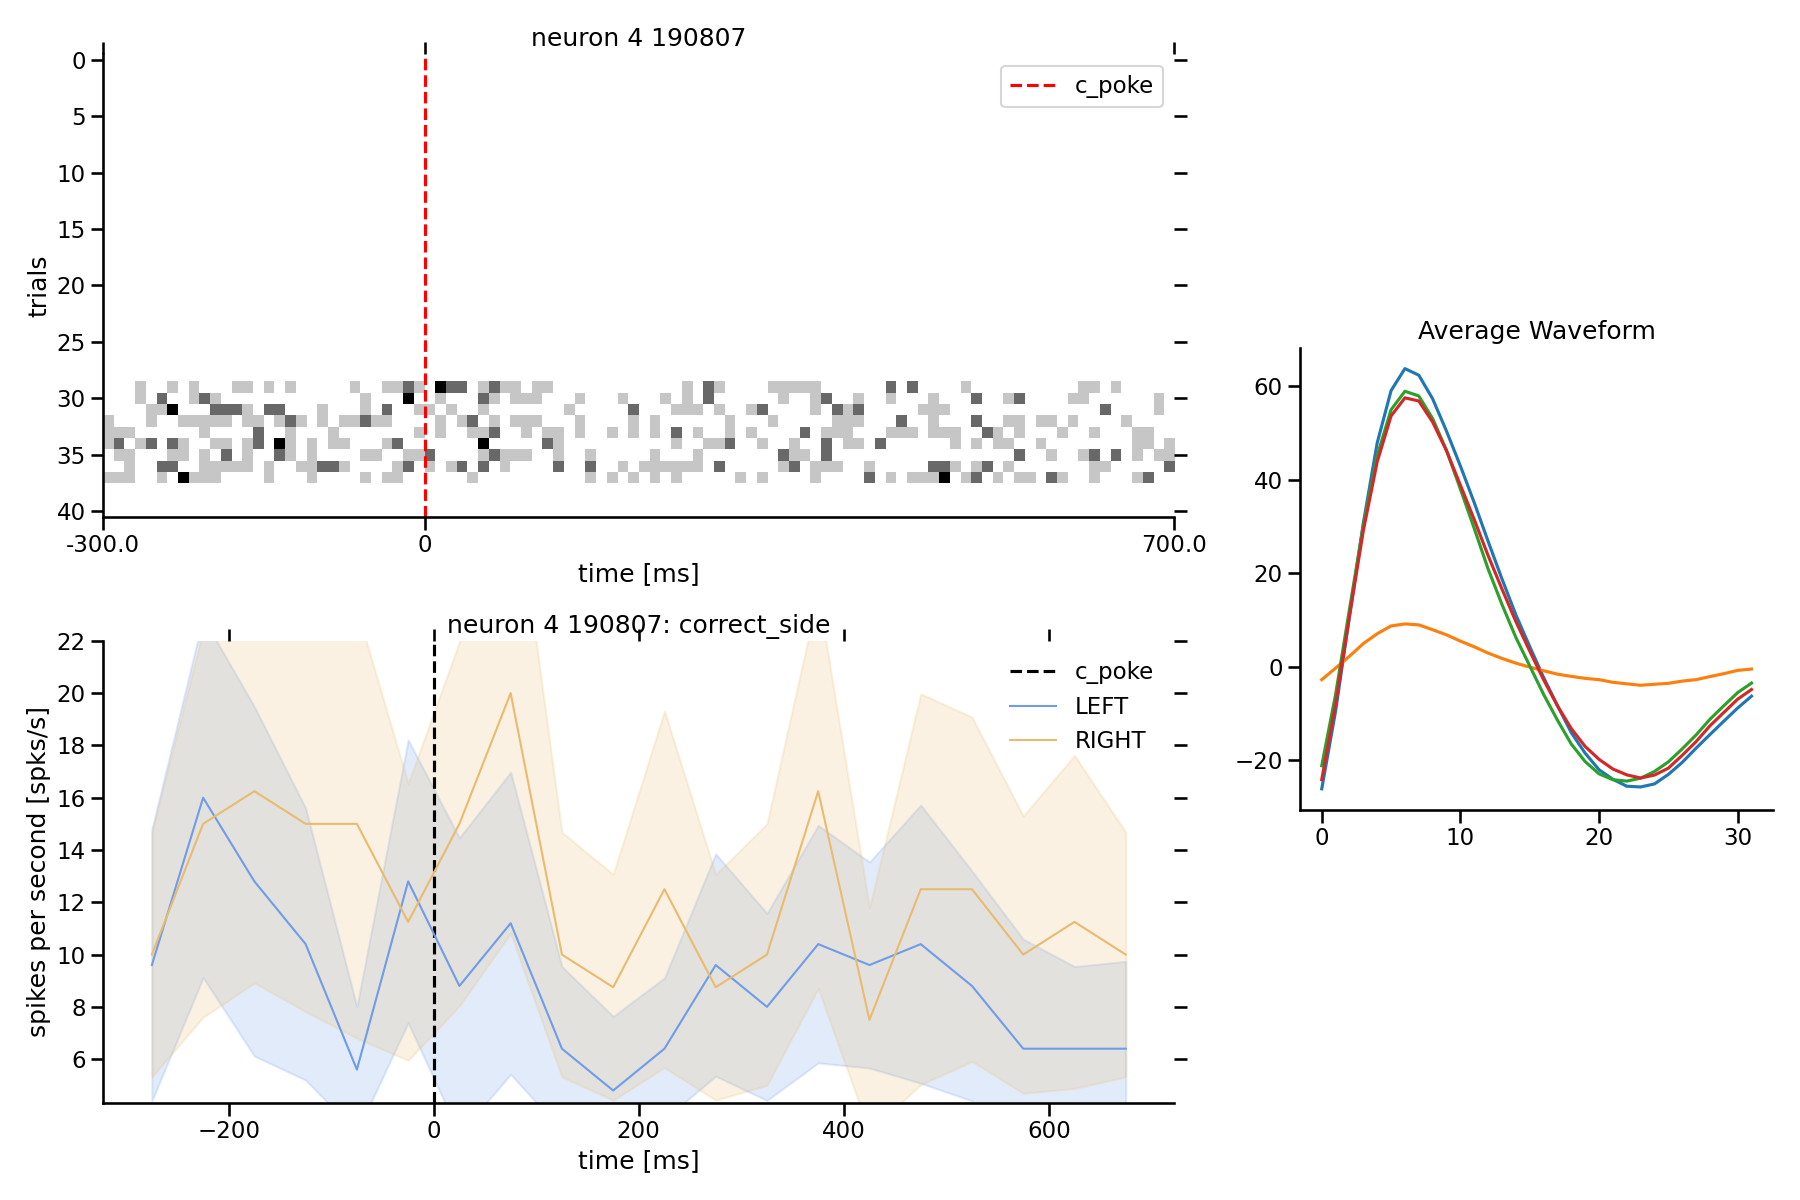 neuron 4 190807
c_poke
0
5
10
15
20
25
30
35
40
trials
-300.0 0 700.0
time [ms]
neuron 4 190807: correct_side
c_poke
LEFT
RIGHT
22
20
18
16
14
12
10
8
6
spikes per second [spks/s]
−200 0 200 400 600
time [ms]
Average Waveform
60
40
20
0
−20
0 10 20 30